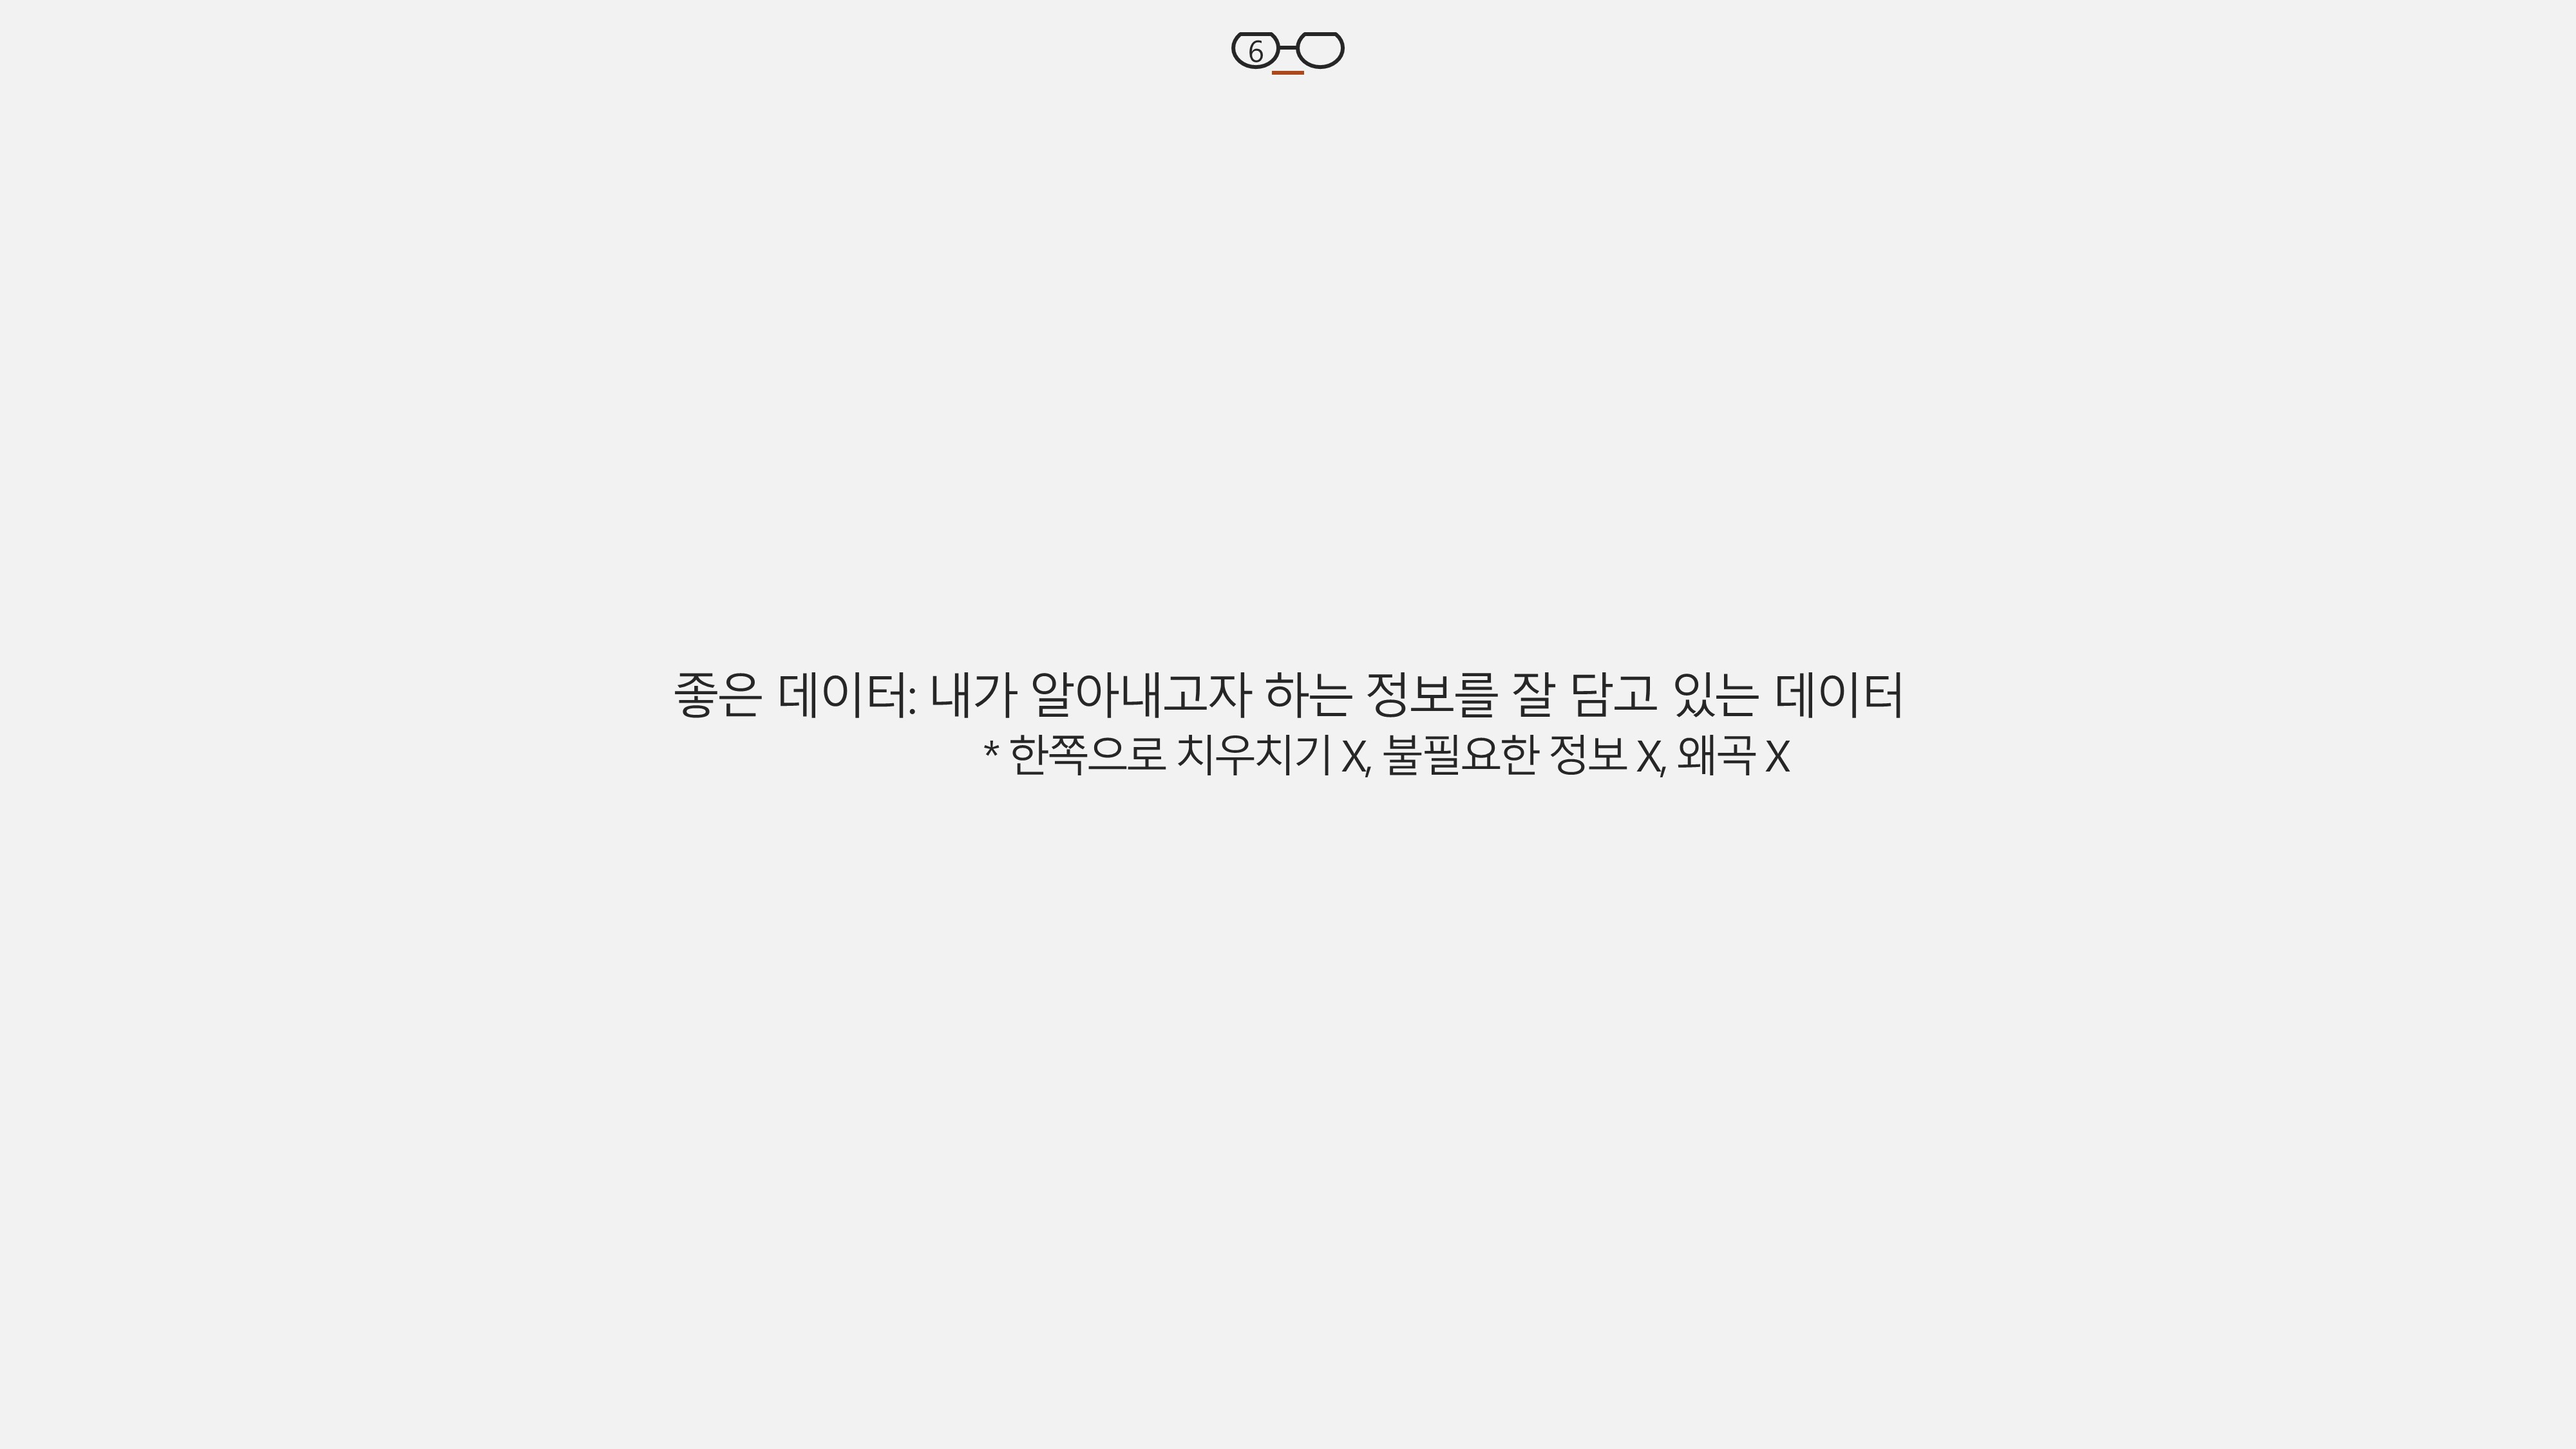 6
좋은 데이터: 내가 알아내고자 하는 정보를 잘 담고 있는 데이터
* 한쪽으로 치우치기 X, 불필요한 정보 X, 왜곡 X